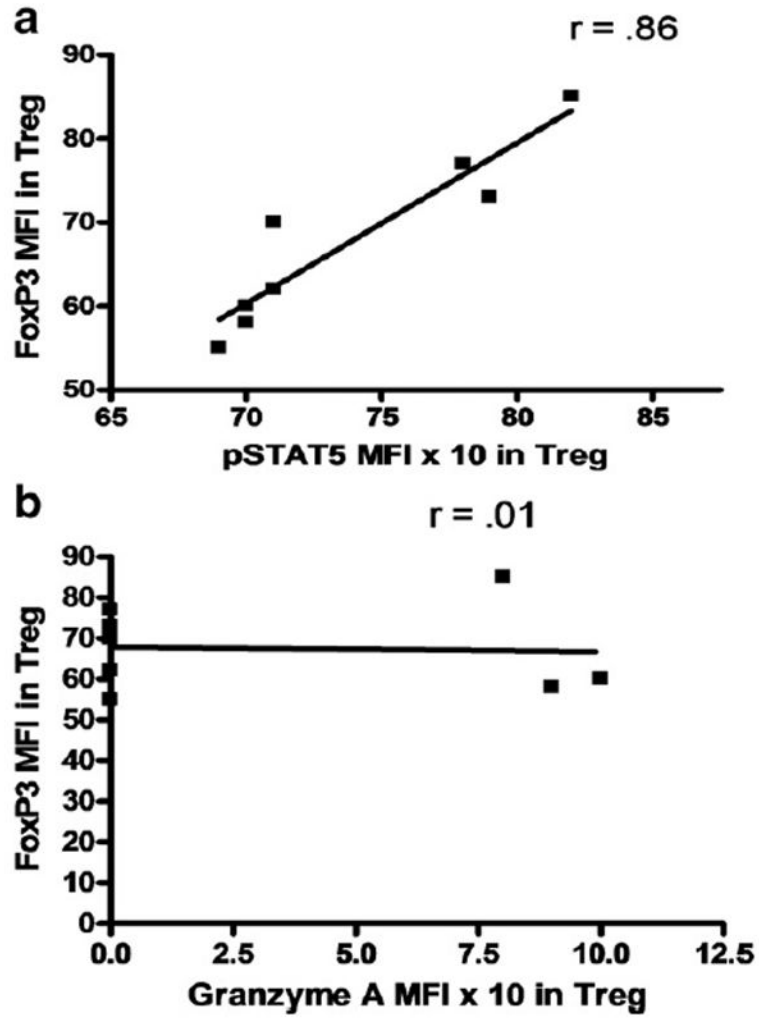 a
r = .86
FoxP3 MFI in Treg
90
80
70
60
50
65 70 75 80 85
pSTAT5 MFI x 10 in Treg
b
r = .01
FoxP3 MFI in Treg
90
80
70
60
50
40
30
20
10
0
0.0 2.5 5.0 7.5 10.0 12.5
Granzyme A MFI x 10 in Treg